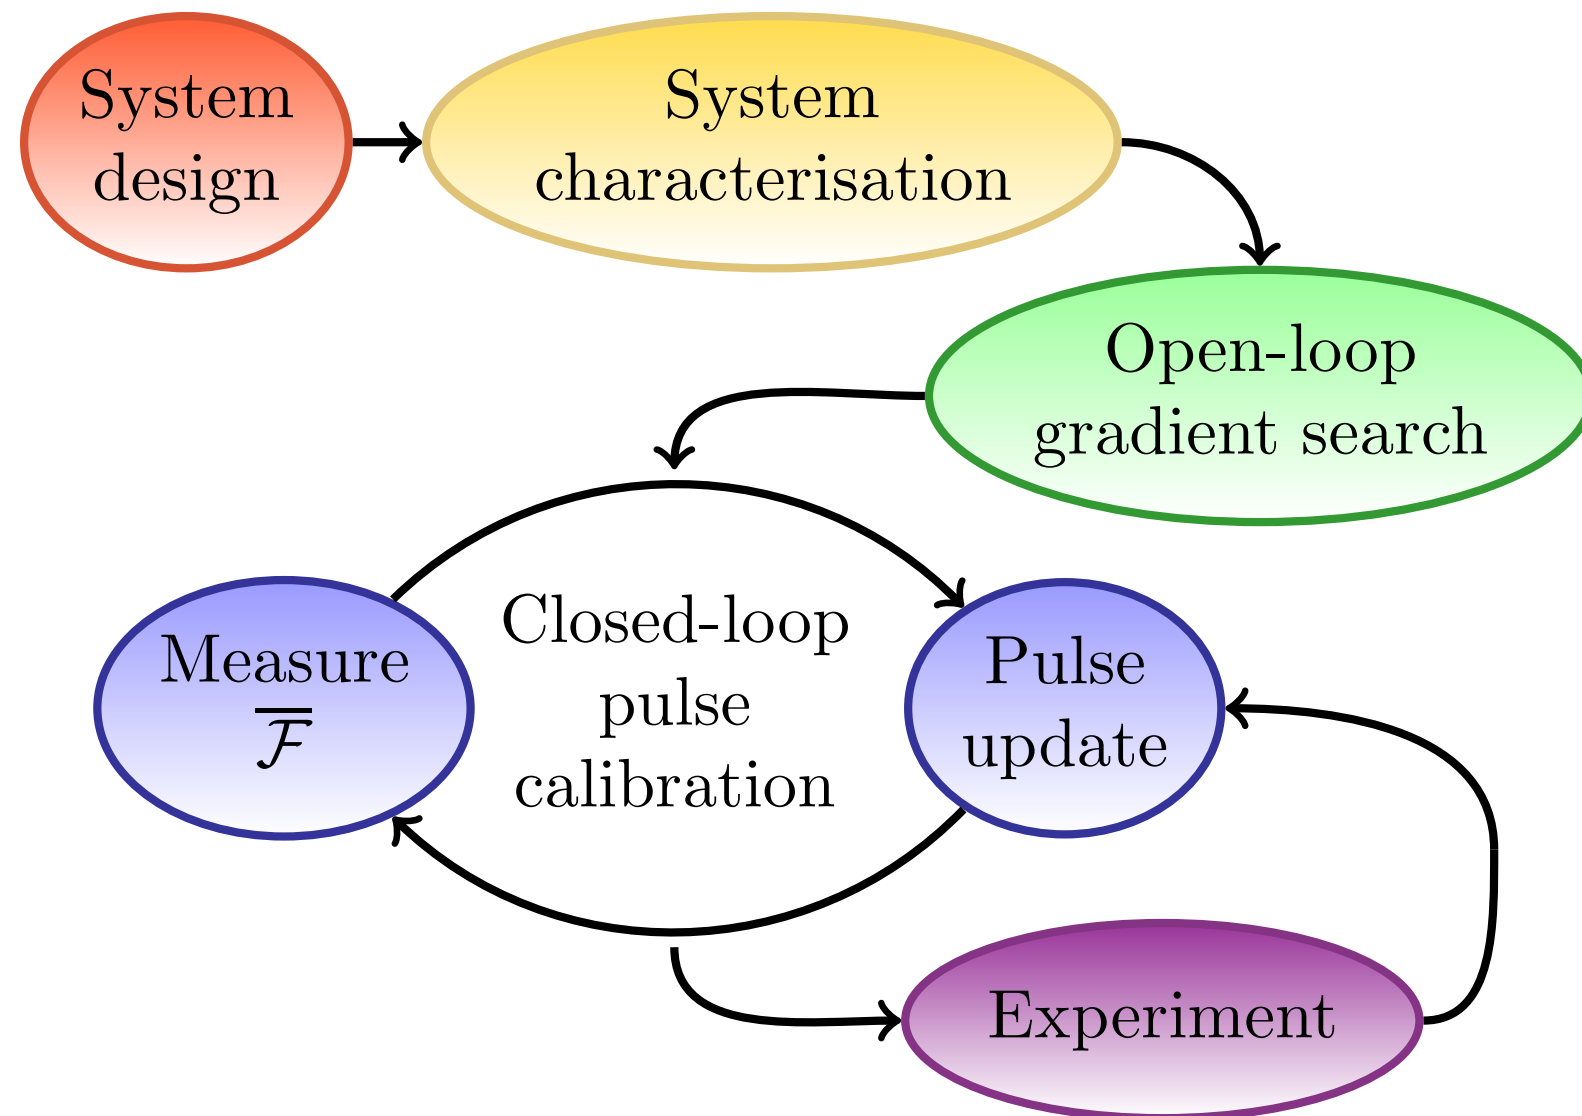 System
design
System
characterisation
Open-loop
gradient search
Closed-loop
pulse
calibration
Measure
$\overline{\mathcal{F}}$
Pulse
update
Experiment